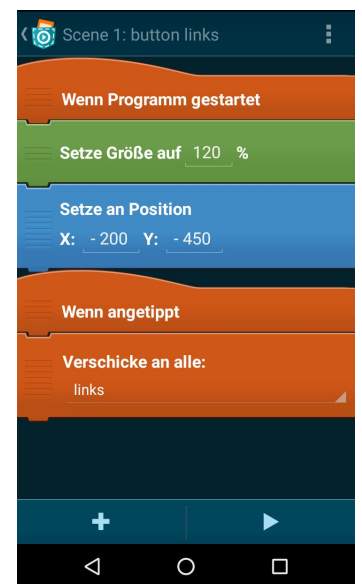 Scene 1: button links
Wenn Programm gestartet
Setze Größe auf 120 %
Setze an Position
X: - 200 Y: - 450
Wenn angetippt
Verschicke an alle:
links